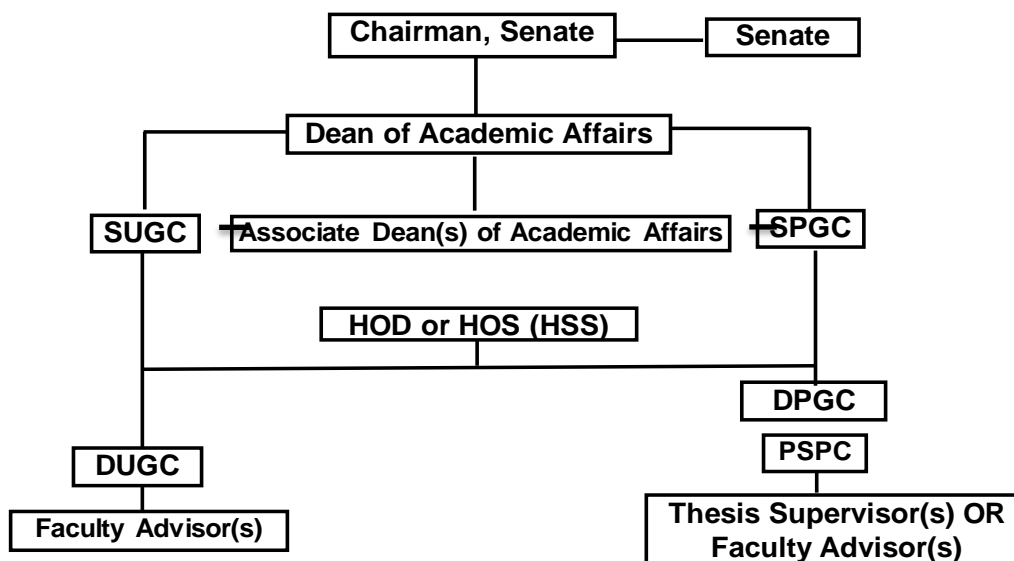 Chairman, Senate
Senate
Dean of Academic Affairs
SUGC
Associate Dean(s) of Academic Affairs
SPGC
HOD or HOS (HSS)
DPGC
DUGC
PSPC
Faculty Advisor(s)
Thesis Supervisor(s) OR
Faculty Advisor(s)